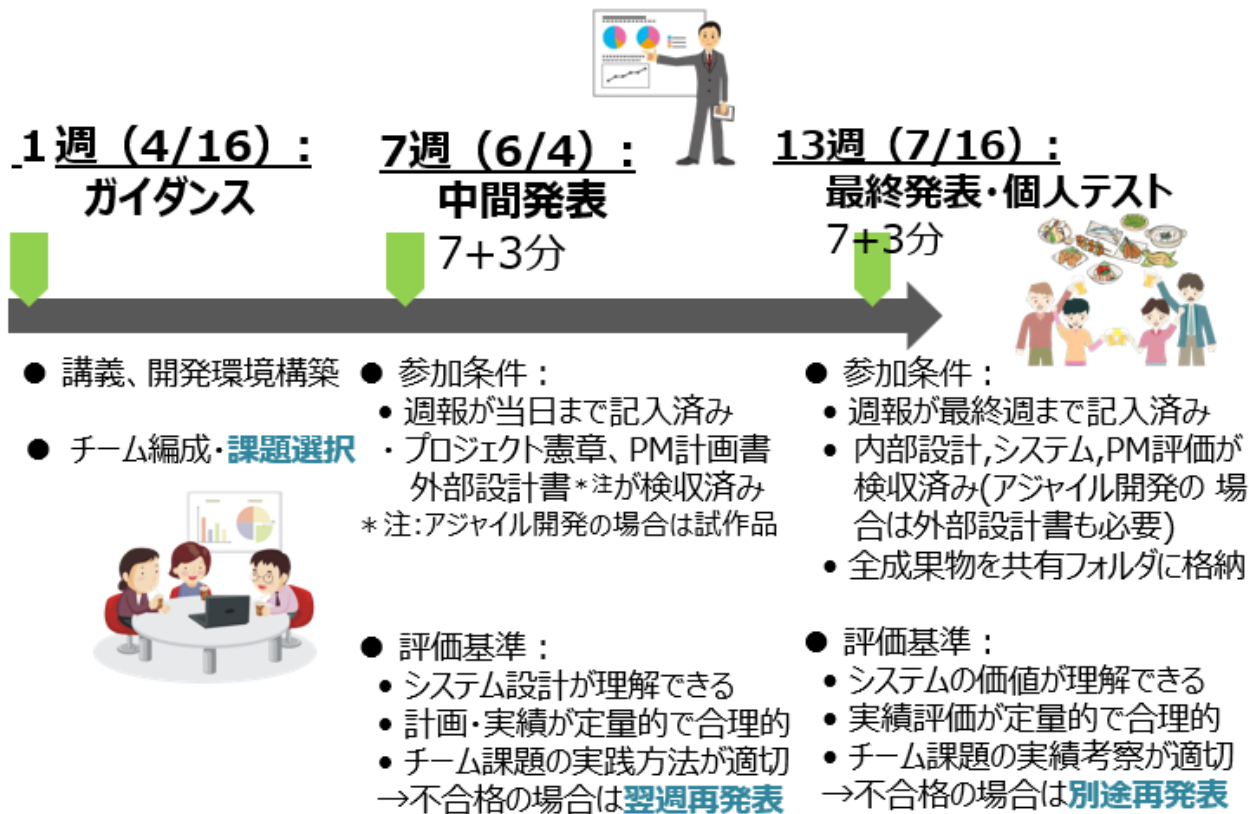 1週（4/16）：
ガイダンス
● 講義、開発環境構築
● チーム編成・課題選択
7週（6/4）：
中間発表
7+3分
● 参加条件：
• 週報が当日まで記入済み
・プロジェクト憲章、PM計画書
外部設計書*注が検収済み
*注:アジャイル開発の場合は試作品
● 評価基準：
• システム設計が理解できる
• 計画・実績が定量的で合理的
• チーム課題の実践方法が適切
→不合格の場合は翌週再発表
13週（7/16）：
最終発表・個人テスト
7+3分
● 参加条件：
• 週報が最終週まで記入済み
• 内部設計,システム,PM評価が
検収済み(アジャイル開発の 場
合は外部設計書も必要)
• 全成果物を共有フォルダに格納
● 評価基準：
• システムの価値が理解できる
• 実績評価が定量的で合理的
• チーム課題の実績考察が適切
→不合格の場合は別途再発表